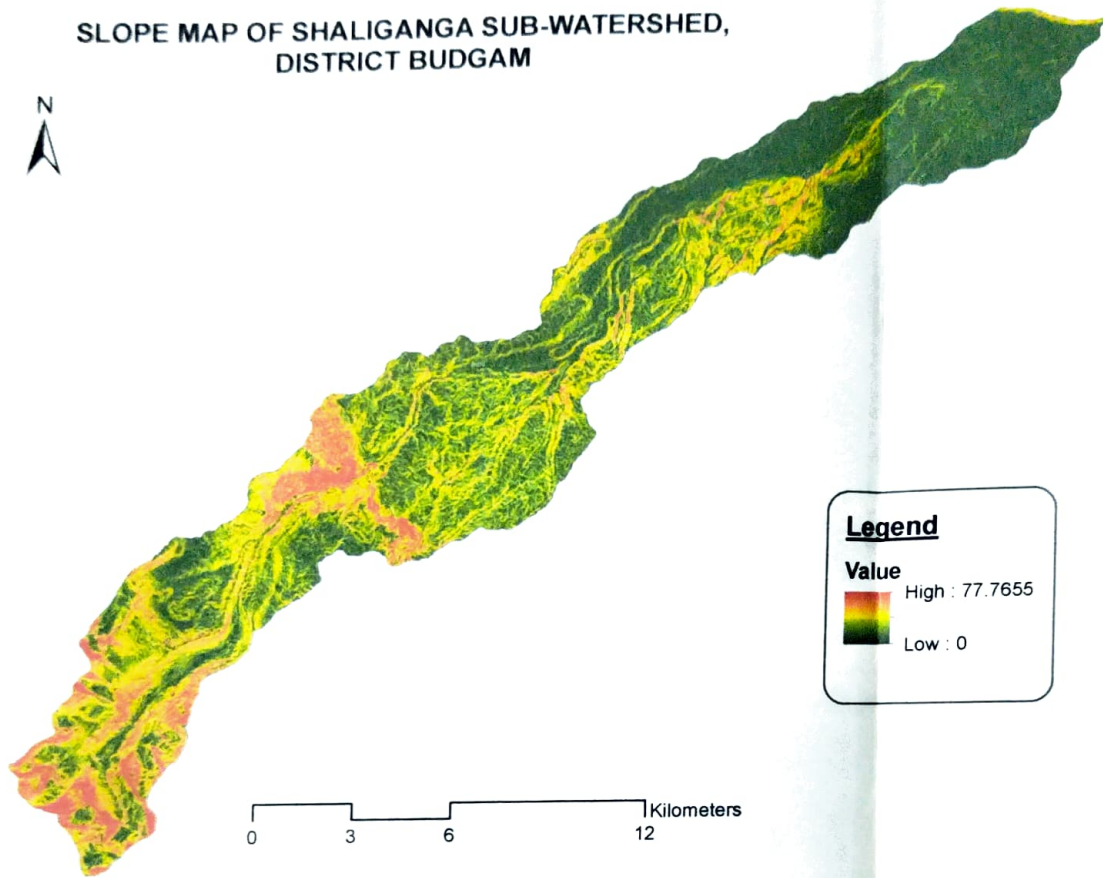 SLOPE MAP OF SHALIGANGA SUB-WATERSHED,
DISTRICT BUDGAM
N
Legend
Value
High : 77.7655
Low : 0
Kilometers
0 3 6 12